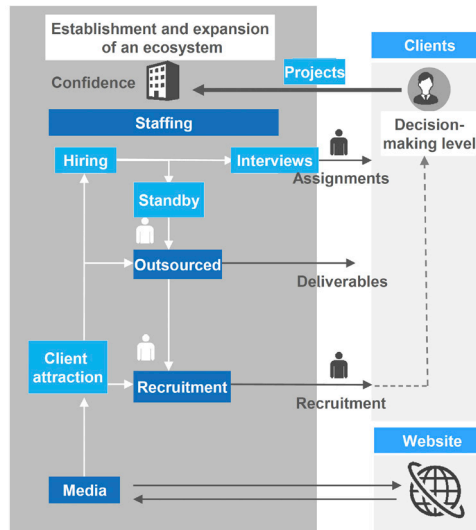 Establishment and expansion
of an ecosystem
Clients
Confidence
Projects
Decision-
making level
Staffing
Hiring
Interviews
Assignments
Standby
Outsourced
Deliverables
Client
attraction
Recruitment
Recruitment
Website
Media